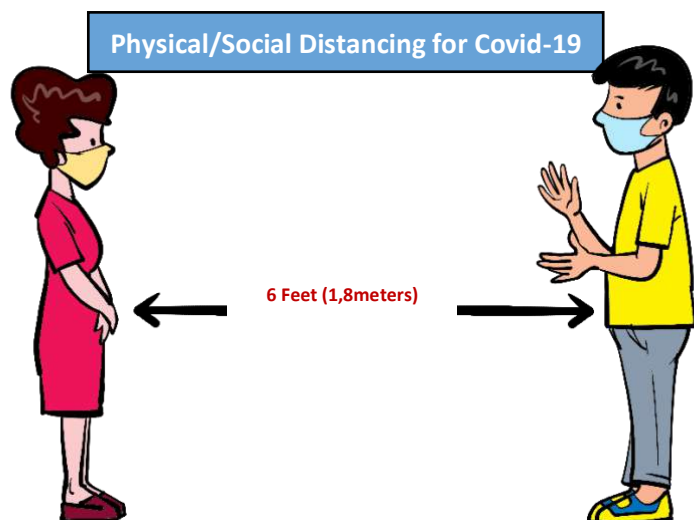 Physical/Social Distancing for Covid-19
6 Feet (1,8meters)